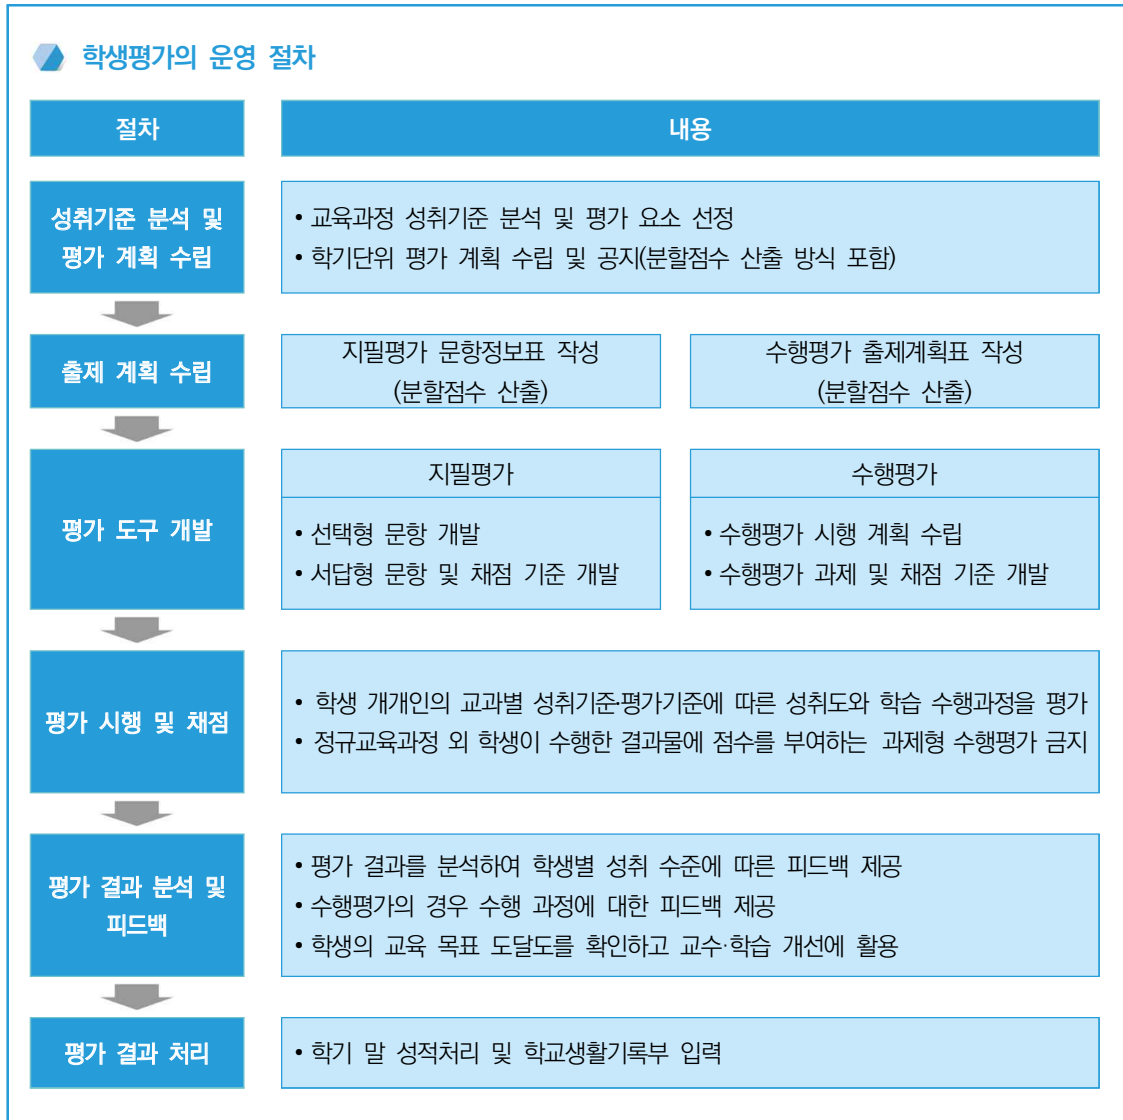 학생평가의 운영 절차
절차
내용
성취기준 분석 및
평가 계획 수립
• 교육과정 성취기준 분석 및 평가 요소 선정
• 학기단위 평가 계획 수립 및 공지(분할점수 산출 방식 포함)
출제 계획 수립
지필평가 문항정보표 작성
(분할점수 산출)
수행평가 출제계획표 작성
(분할점수 산출)
평가 도구 개발
지필평가
• 선택형 문항 개발
• 서답형 문항 및 채점 기준 개발
수행평가
• 수행평가 시행 계획 수립
• 수행평가 과제 및 채점 기준 개발
평가 시행 및 채점
• 학생 개개인의 교과별 성취기준·평가기준에 따른 성취도와 학습 수행과정을 평가
• 정규교육과정 외 학생이 수행한 결과물에 점수를 부여하는 과제형 수행평가 금지
평가 결과 분석 및
피드백
• 평가 결과를 분석하여 학생별 성취 수준에 따른 피드백 제공
• 수행평가의 경우 수행 과정에 대한 피드백 제공
• 학생의 교육 목표 도달도를 확인하고 교수·학습 개선에 활용
평가 결과 처리
• 학기 말 성적처리 및 학교생활기록부 입력